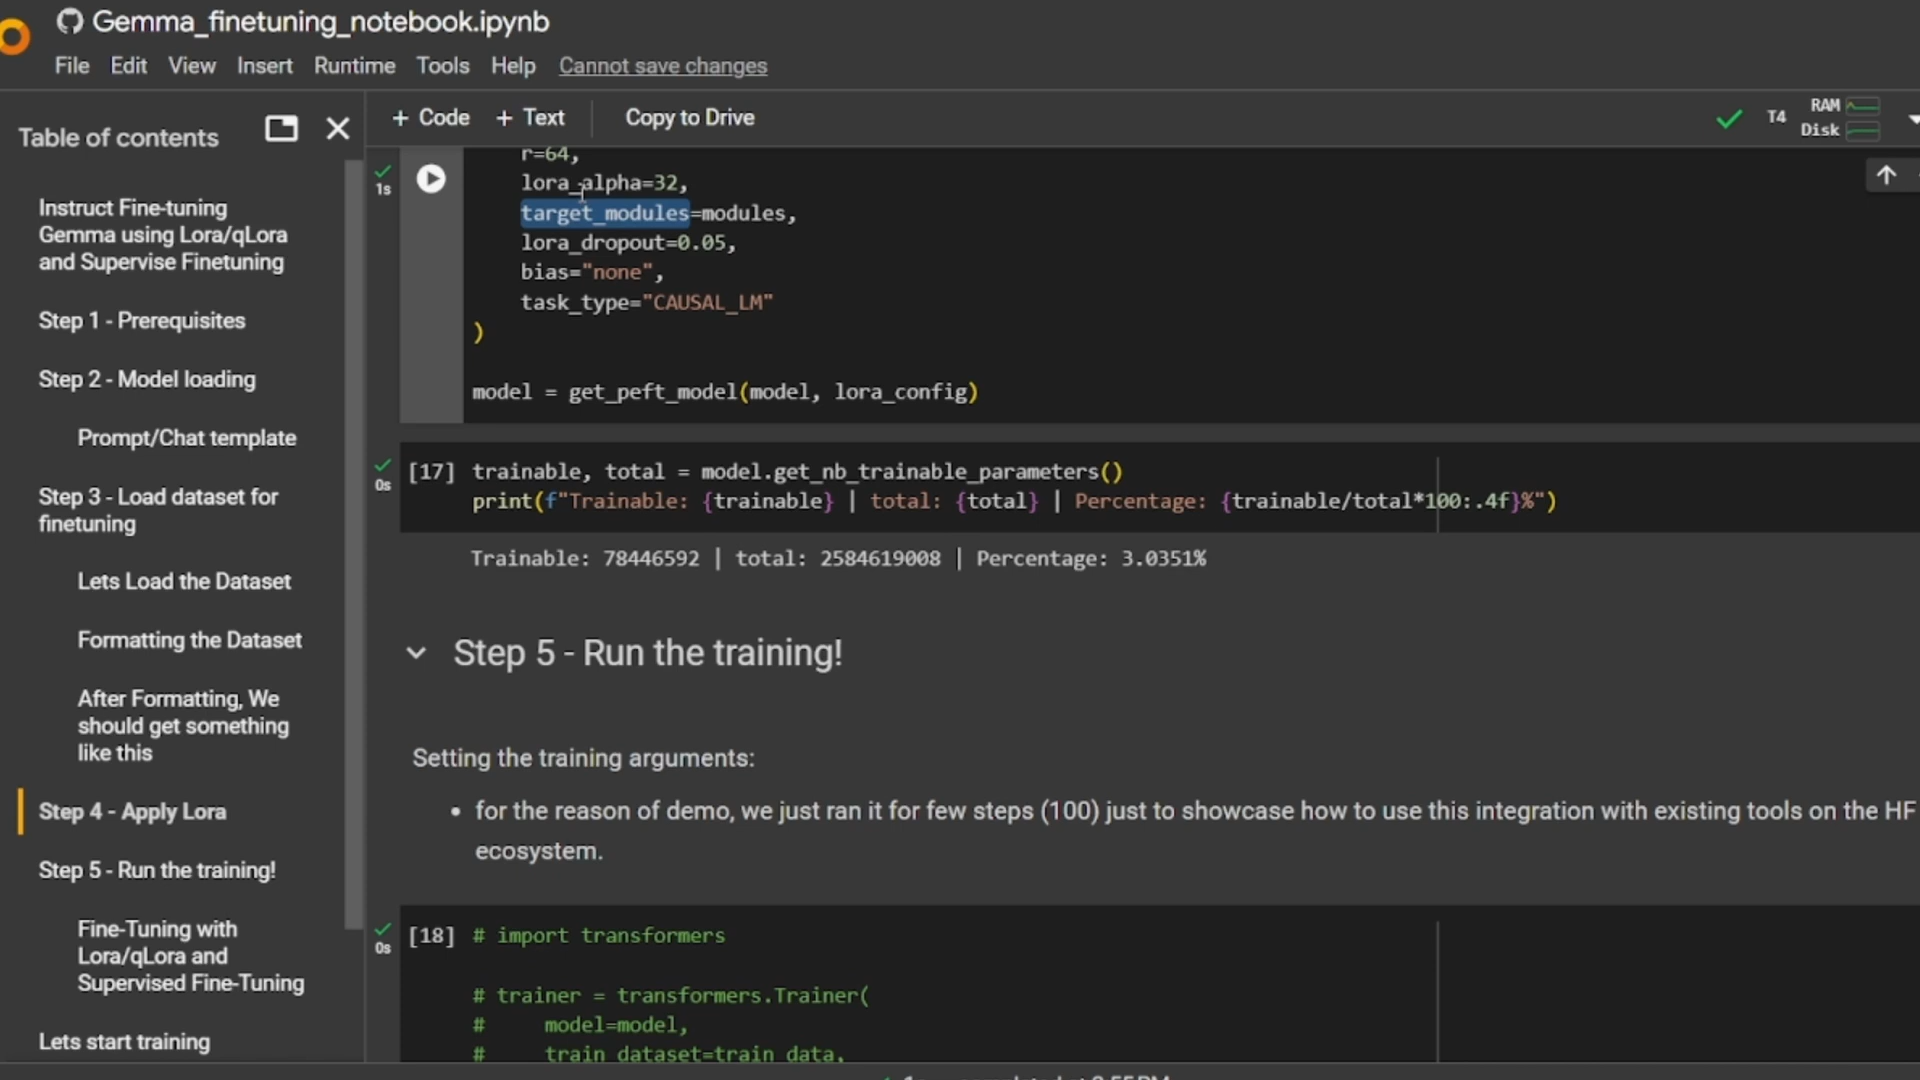 Gemma_finetuning_notebook.ipynb
File Edit View Insert Runtime Tools Help Cannot save changes
Table of contents
+ Code + Text Copy to Drive
T4 RAM
Disk
Instruct Fine-tuning
Gemma using Lora/qLora
and Supervise Finetuning
Step 1 - Prerequisites
Step 2 - Model loading
Prompt/Chat template
Step 3 - Load dataset for
finetuning
Lets Load the Dataset
Formatting the Dataset
After Formatting, We
should get something
like this
Step 4 - Apply Lora
Step 5 - Run the training!
Fine-Tuning with
Lora/qLora and
Supervised Fine-Tuning
Lets start training
1s
r=64,
lora_alpha=32,
target_modules=modules,
lora_dropout=0.05,
bias="none",
task_type="CAUSAL_LM"
)
model = get_peft_model(model, lora_config)
0s
[17] trainable, total = model.get_nb_trainable_parameters()
print(f"Trainable: {trainable} | total: {total} | Percentage: {trainable/total*100:.4f}%")
Trainable: 78446592 | total: 2584619008 | Percentage: 3.0351%
Step 5 - Run the training!
Setting the training arguments:
• for the reason of demo, we just ran it for few steps (100) just to showcase how to use this integration with existing tools on the HF
ecosystem.
0s
[18] # import transformers
# trainer = transformers.Trainer(
#     model=model,
#     train_dataset=train_data,